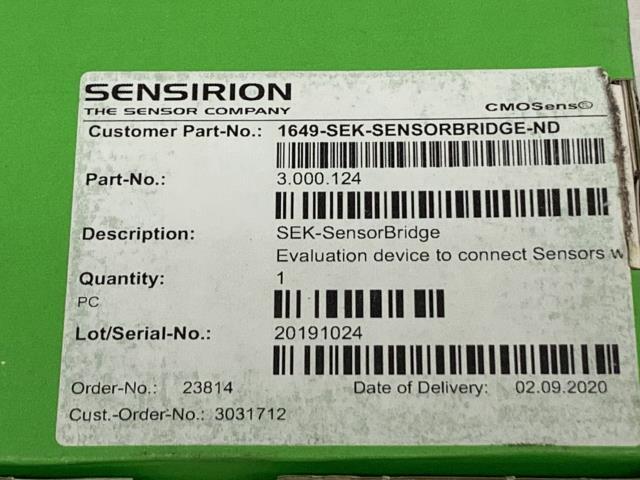 SENSIRION
THE SENSOR COMPANY
CMOSens®
Customer Part-No.: 1649-SEK-SENSORBRIDGE-ND
Part-No.: 3.000.124
Description: SEK-SensorBridge
Evaluation device to connect Sensors w
Quantity: 1
PC
Lot/Serial-No.: 20191024
Order-No.: 23814 Date of Delivery: 02.09.2020
Cust.-Order-No.: 3031712